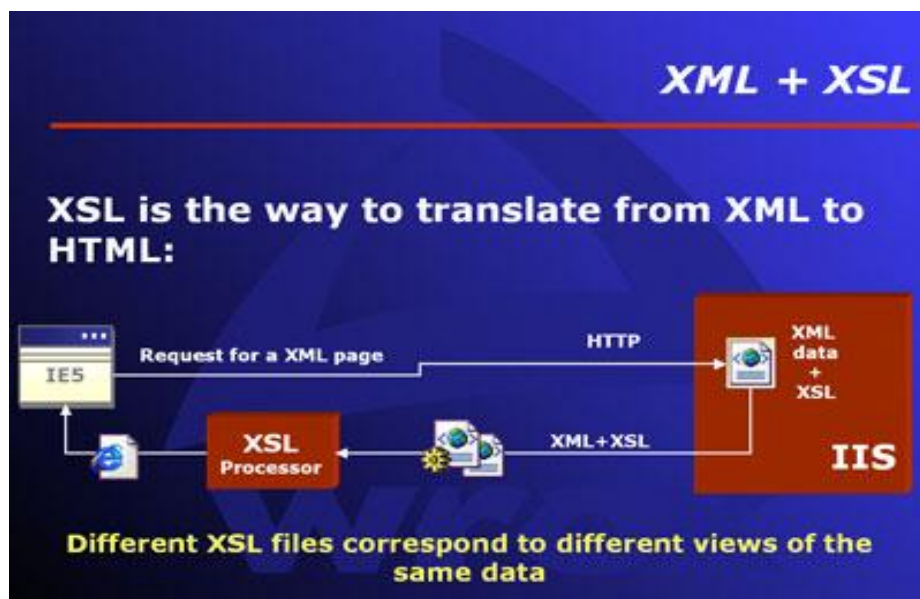 XML + XSL
XSL is the way to translate from XML to
HTML:
IE5
Request for a XML page
HTTP
XML
data
+
XSL
XSL
Processor
XML+XSL
IIS
Different XSL files correspond to different views of the
same data